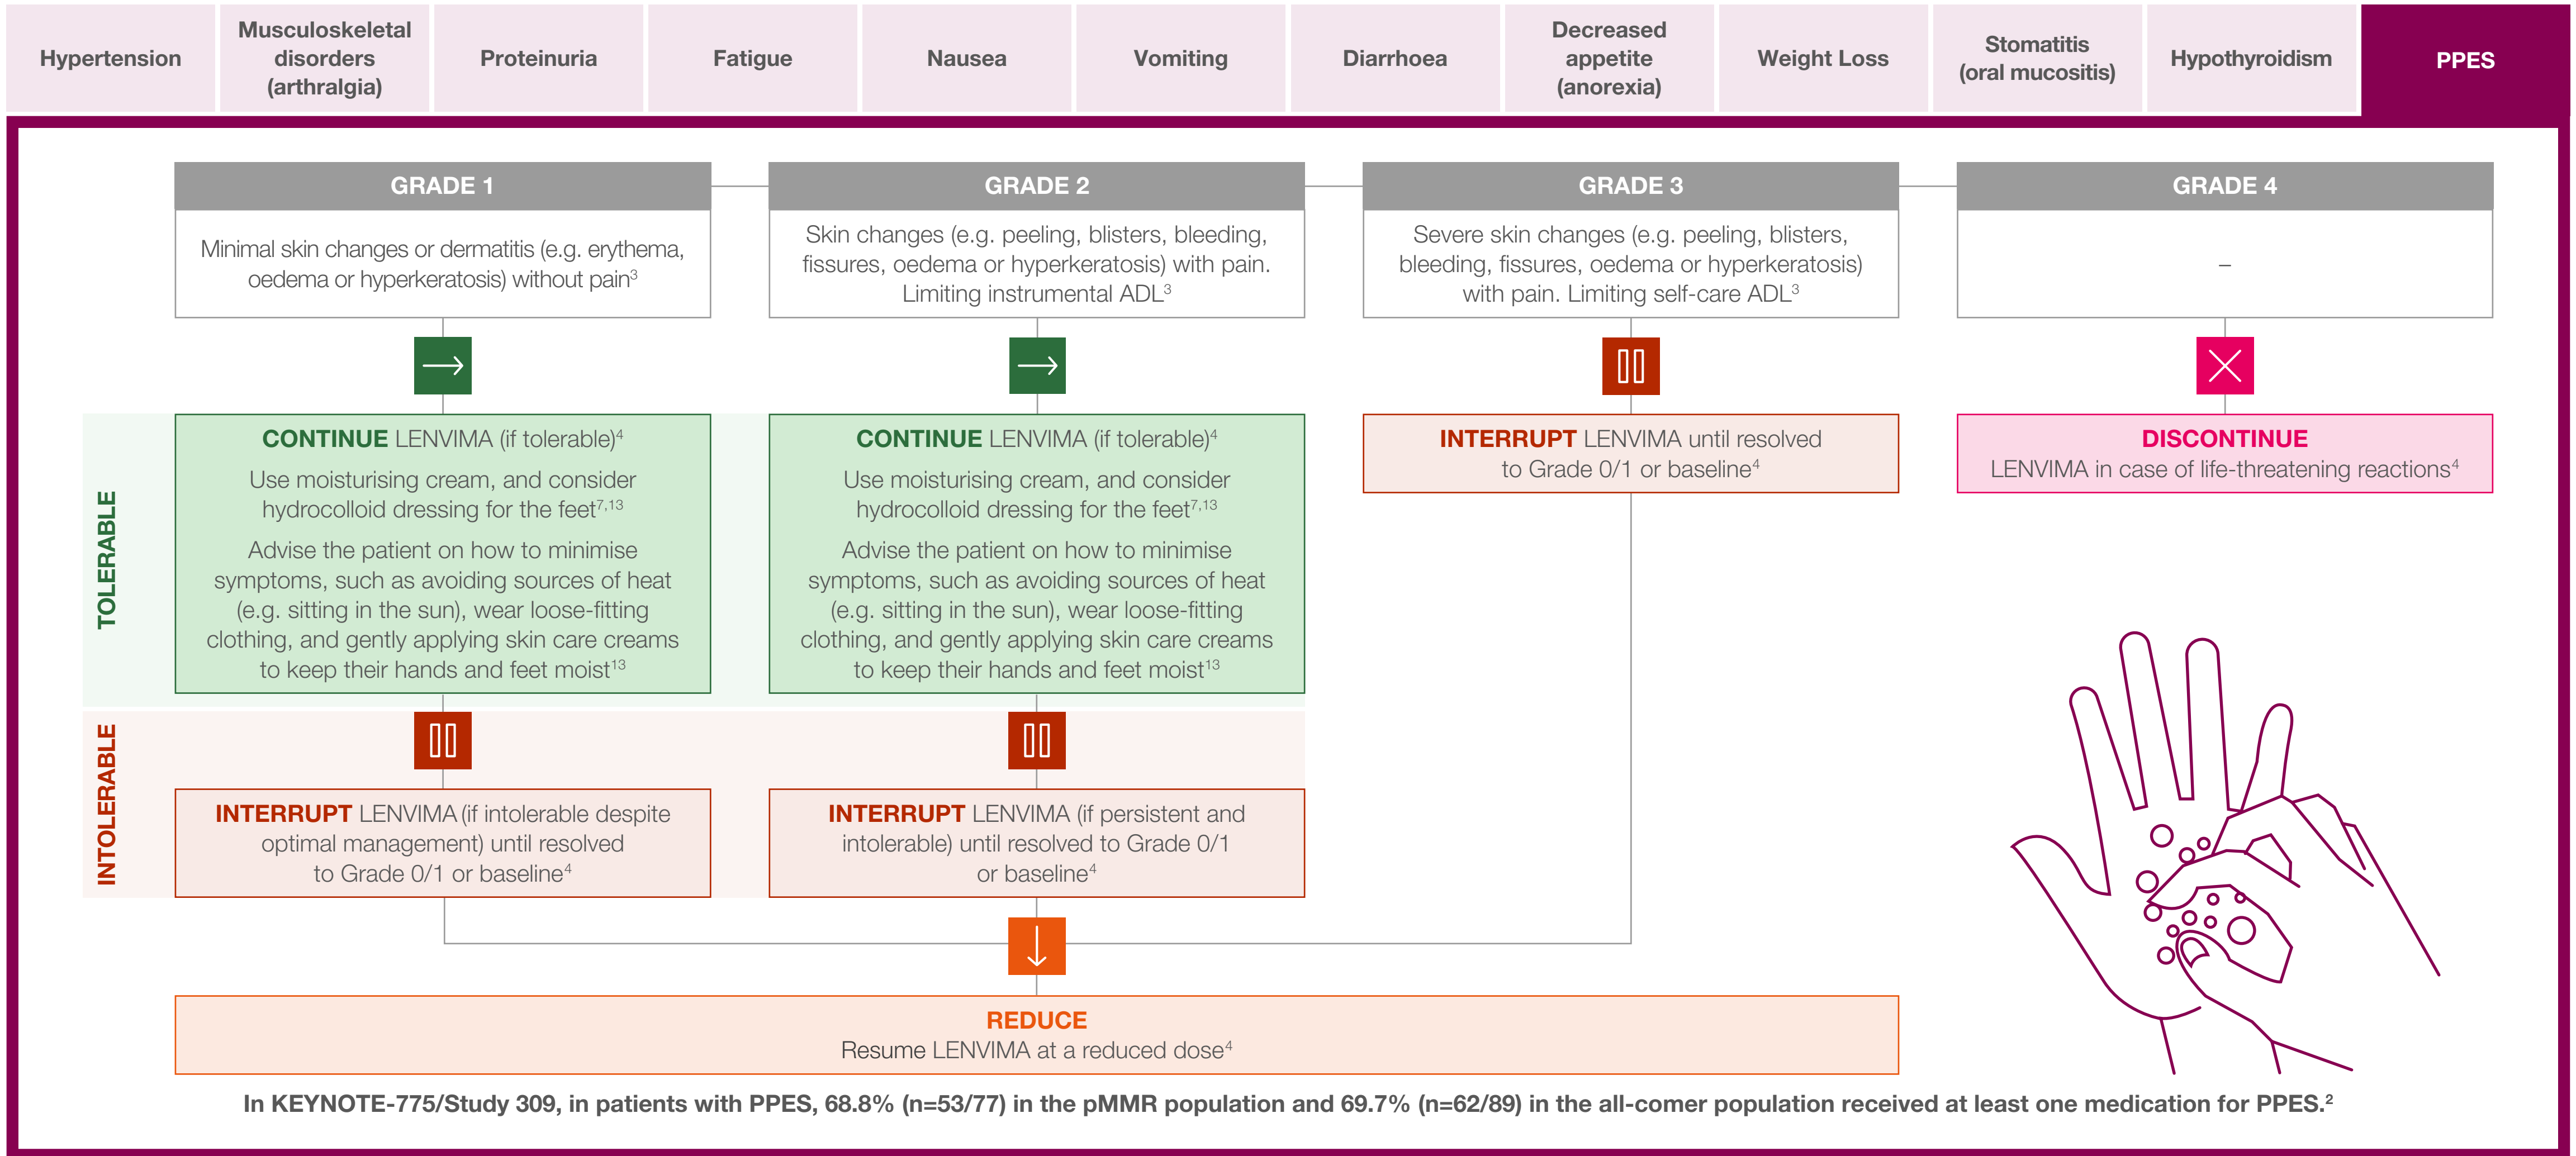 Hypertension
Musculoskeletal
disorders
(arthralgia)
Proteinuria
Fatigue
Nausea
Vomiting
Diarrhoea
Decreased
appetite
(anorexia)
Weight Loss
Stomatitis
(oral mucositis)
Hypothyroidism
PPES
GRADE 1
Minimal skin changes or dermatitis (e.g. erythema,
oedema or hyperkeratosis) without pain³
GRADE 2
Skin changes (e.g. peeling, blisters, bleeding,
fissures, oedema or hyperkeratosis) with pain.
Limiting instrumental ADL³
GRADE 3
Severe skin changes (e.g. peeling, blisters,
bleeding, fissures, oedema or hyperkeratosis)
with pain. Limiting self-care ADL³
GRADE 4
–
TOLERABLE
CONTINUE LENVIMA (if tolerable)⁴
Use moisturising cream, and consider
hydrocolloid dressing for the feet⁷,¹³
Advise the patient on how to minimise
symptoms, such as avoiding sources of heat
(e.g. sitting in the sun), wear loose-fitting
clothing, and gently applying skin care creams
to keep their hands and feet moist¹³
CONTINUE LENVIMA (if tolerable)⁴
Use moisturising cream, and consider
hydrocolloid dressing for the feet⁷,¹³
Advise the patient on how to minimise
symptoms, such as avoiding sources of heat
(e.g. sitting in the sun), wear loose-fitting
clothing, and gently applying skin care creams
to keep their hands and feet moist¹³
INTERRUPT LENVIMA until resolved
to Grade 0/1 or baseline⁴
DISCONTINUE
LENVIMA in case of life-threatening reactions⁴
INTOLERABLE
INTERRUPT LENVIMA (if intolerable despite
optimal management) until resolved
to Grade 0/1 or baseline⁴
INTERRUPT LENVIMA (if persistent and
intolerable) until resolved to Grade 0/1
or baseline⁴
REDUCE
Resume LENVIMA at a reduced dose⁴
In KEYNOTE-775/Study 309, in patients with PPES, 68.8% (n=53/77) in the pMMR population and 69.7% (n=62/89) in the all-comer population received at least one medication for PPES.²